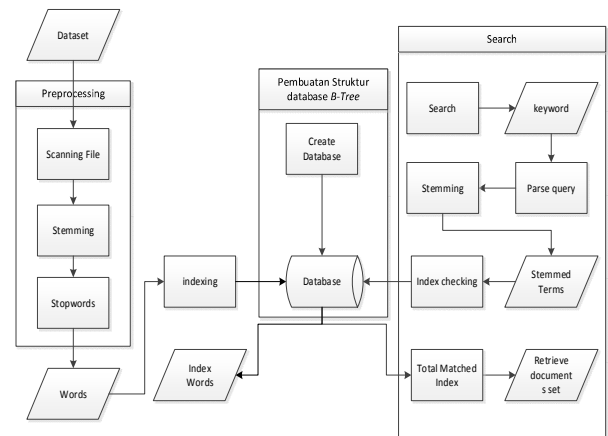 Dataset
Preprocessing
Scanning File
Stemming
Stopwords
Words
indexing
Index
Words
Pembuatan Struktur
database B-Tree
Create
Database
Database
Search
Search
keyword
Parse query
Stemming
Stemmed
Terms
Index checking
Total Matched
Index
Retrieve
document
s set